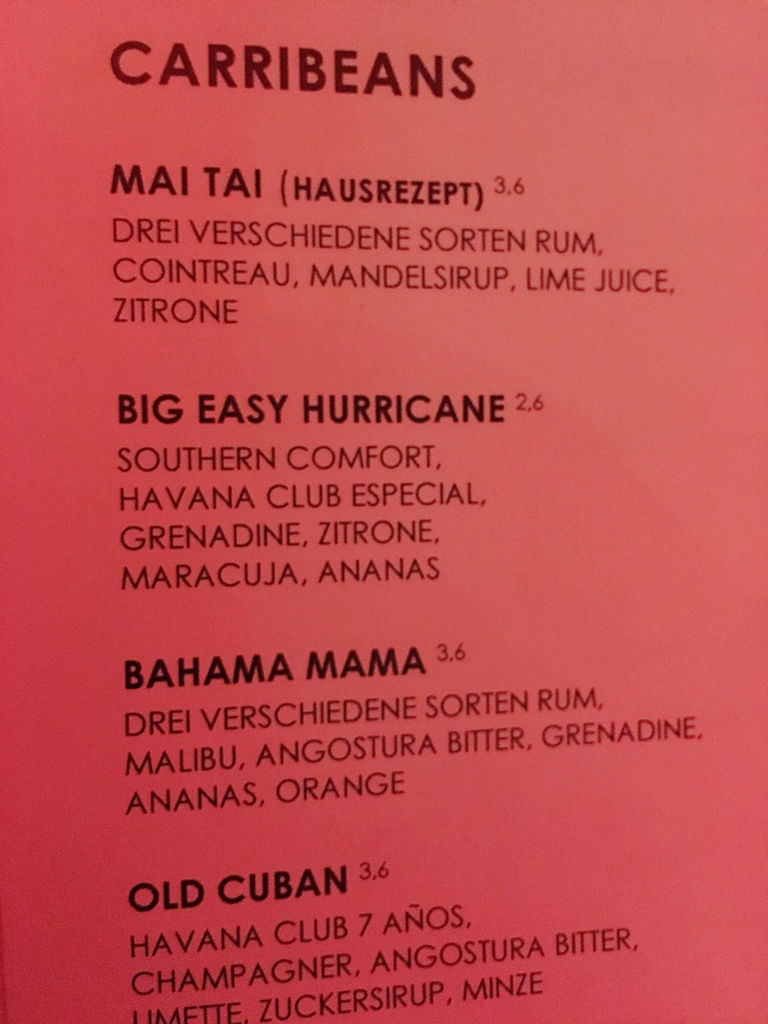 CARRIBEANS
MAI TAI (HAUSREZEPT) 3,6
DREI VERSCHIEDENE SORTEN RUM,
COINTREAU, MANDELSIRUP, LIME JUICE,
ZITRONE
BIG EASY HURRICANE 2,6
SOUTHERN COMFORT,
HAVANA CLUB ESPECIAL,
GRENADINE, ZITRONE,
MARACUJA, ANANAS
BAHAMA MAMA 3,6
DREI VERSCHIEDENE SORTEN RUM,
MALIBU, ANGOSTURA BITTER, GRENADINE,
ANANAS, ORANGE
OLD CUBAN 3,6
HAVANA CLUB 7 AÑOS,
CHAMPAGNER, ANGOSTURA BITTER,
LIMETTE, ZUCKERSIRUP, MINZE